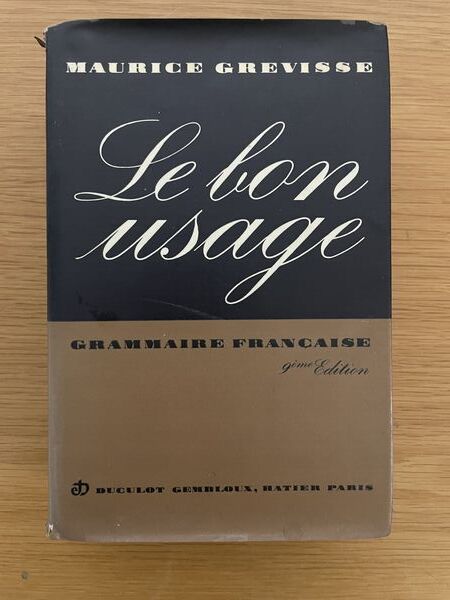 MAURICE GREVISSE
Le bon
usage
GRAMMAIRE FRANCAISE
9ème Edition
DUCULOT GEMBLOUX, HATIER PARIS